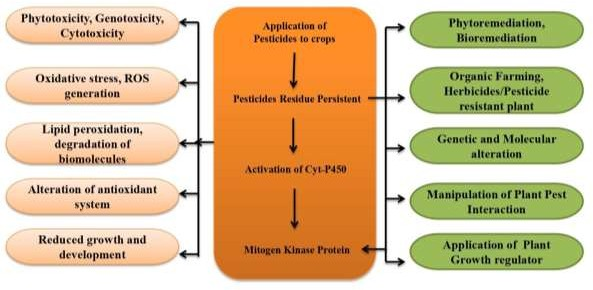 Phytotoxicity, Genotoxicity,
Cytotoxicity
Oxidative stress, ROS
generation
Lipid peroxidation,
degradation of
biomolecules
Alteration of antioxidant
system
Reduced growth and
development
Application of
Pesticides to crops
Pesticides Residue Persistent
Activation of Cyt-P450
Mitogen Kinase Protein
Phytoremediation,
Bioremediation
Organic Farming,
Herbicides/Pesticide
resistant plant
Genetic and Molecular
alteration
Manipulation of Plant Pest
Interaction
Application of Plant
Growth regulator